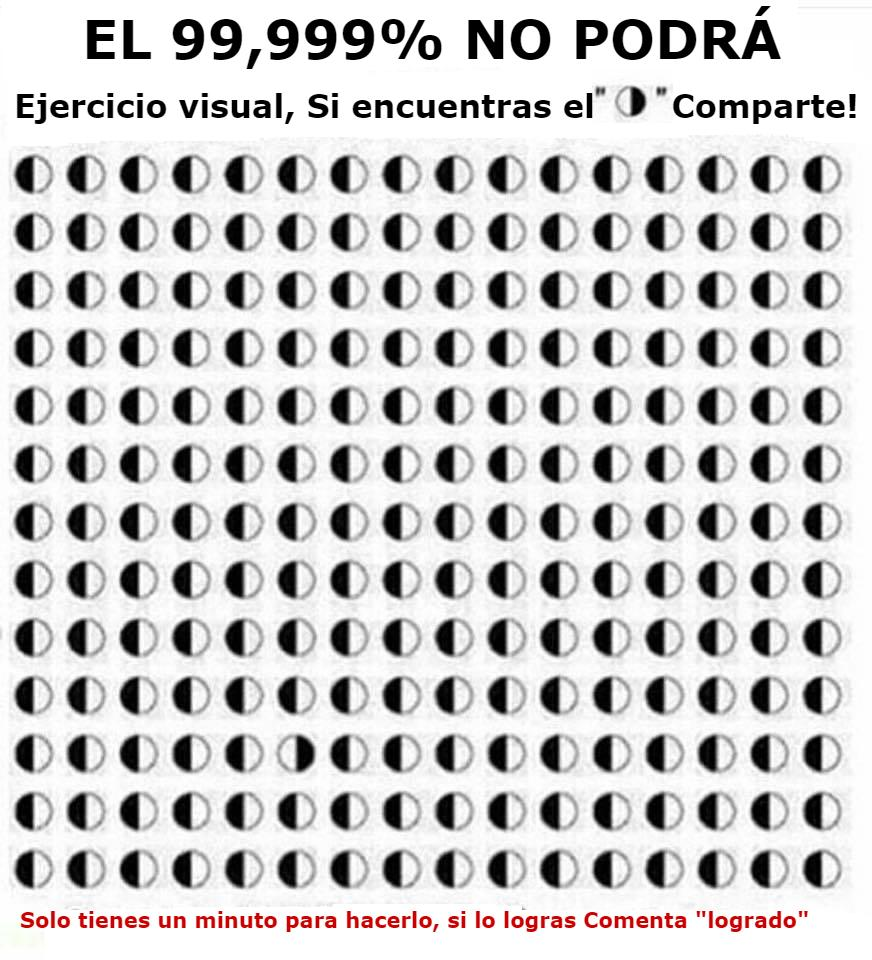 EL 99,999% NO PODRÁ
Ejercicio visual, Si encuentras el"◑"Comparte!
Solo tienes un minuto para hacerlo, si lo logras Comenta "logrado"